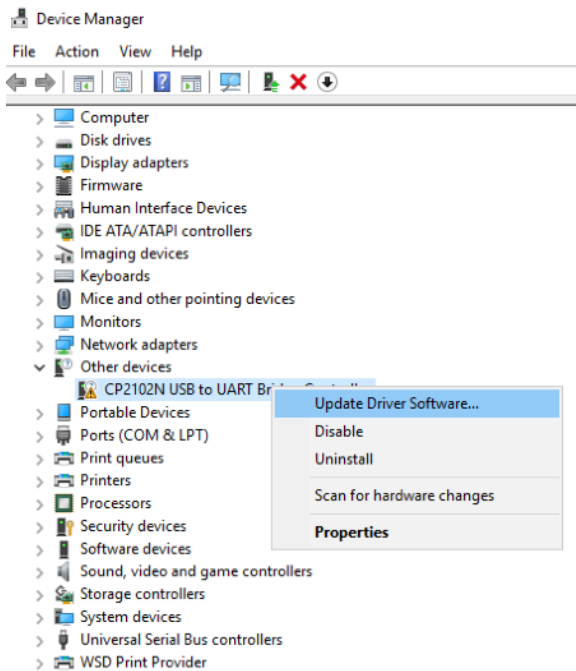 Device Manager
File Action View Help
Computer
Disk drives
Display adapters
Firmware
Human Interface Devices
IDE ATA/ATAPI controllers
Imaging devices
Keyboards
Mice and other pointing devices
Monitors
Network adapters
Other devices
CP2102N USB to UART
Portable Devices
Ports (COM & LPT)
Print queues
Printers
Processors
Security devices
Software devices
Sound, video and game controllers
Storage controllers
System devices
Universal Serial Bus controllers
WSD Print Provider
Update Driver Software...
Disable
Uninstall
Scan for hardware changes
Properties